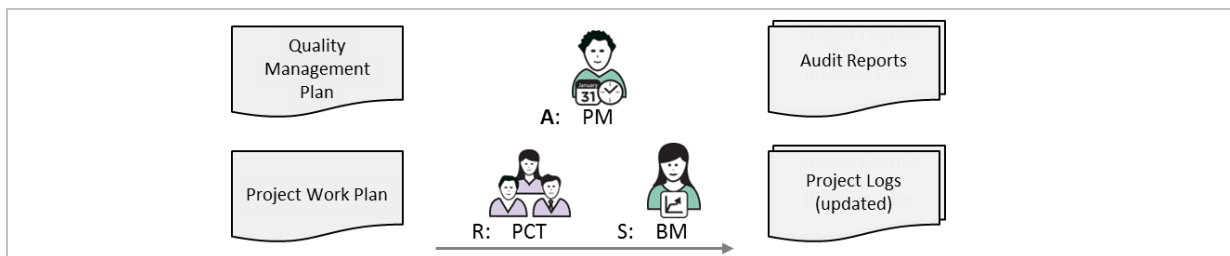 Quality
Management
Plan
Project Work Plan
January
31
A: PM
R: PCT
S: BM
Audit Reports
Project Logs
(updated)